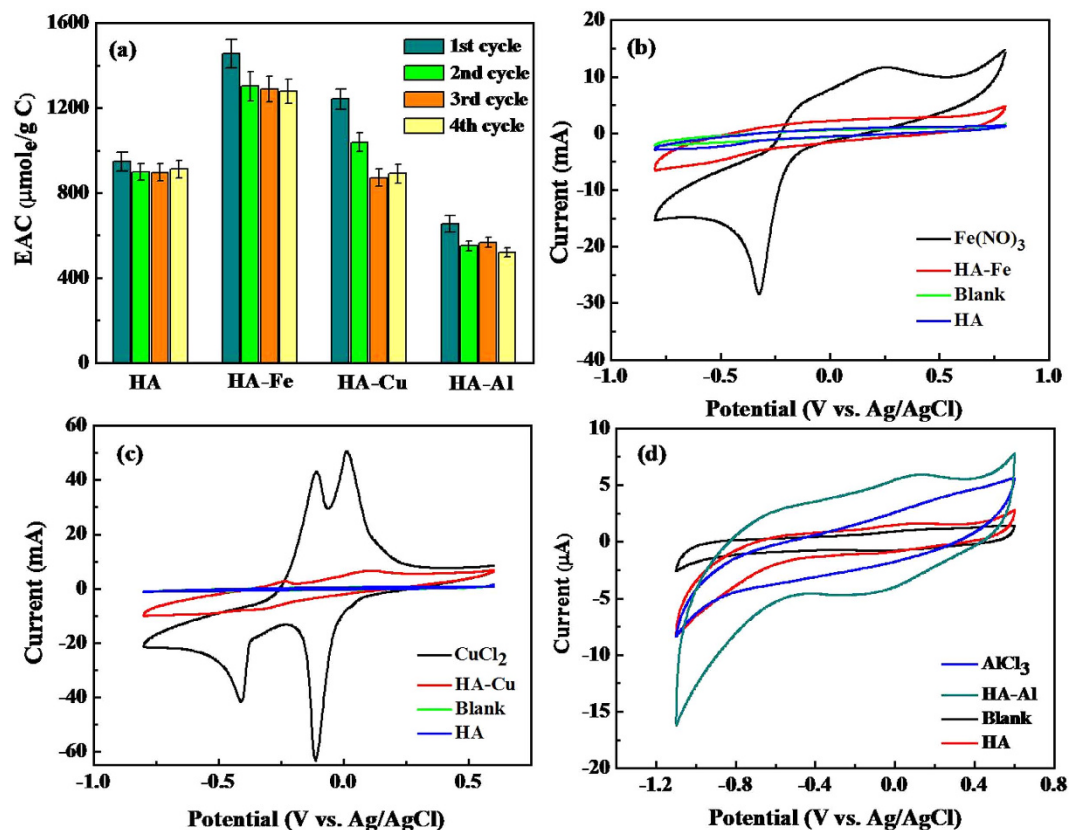 (a)
1st cycle
2nd cycle
3rd cycle
4th cycle
EAC (μmole/g C)
1600
1200
800
400
0
HA HA-Fe HA-Cu HA-Al
(b)
Fe(NO)3
HA-Fe
Blank
HA
Current (mA)
20
10
0
-10
-20
-30
-40
-1.0 -0.5 0.0 0.5 1.0
Potential (V vs. Ag/AgCl)
(c)
CuCl2
HA-Cu
Blank
HA
Current (mA)
60
40
20
0
-20
-40
-60
-1.0 -0.5 0.0 0.5
Potential (V vs. Ag/AgCl)
(d)
AlCl3
HA-Al
Blank
HA
Current (μA)
10
5
0
-5
-10
-15
-20
-1.2 -0.8 -0.4 0.0 0.4 0.8
Potential (V vs. Ag/AgCl)